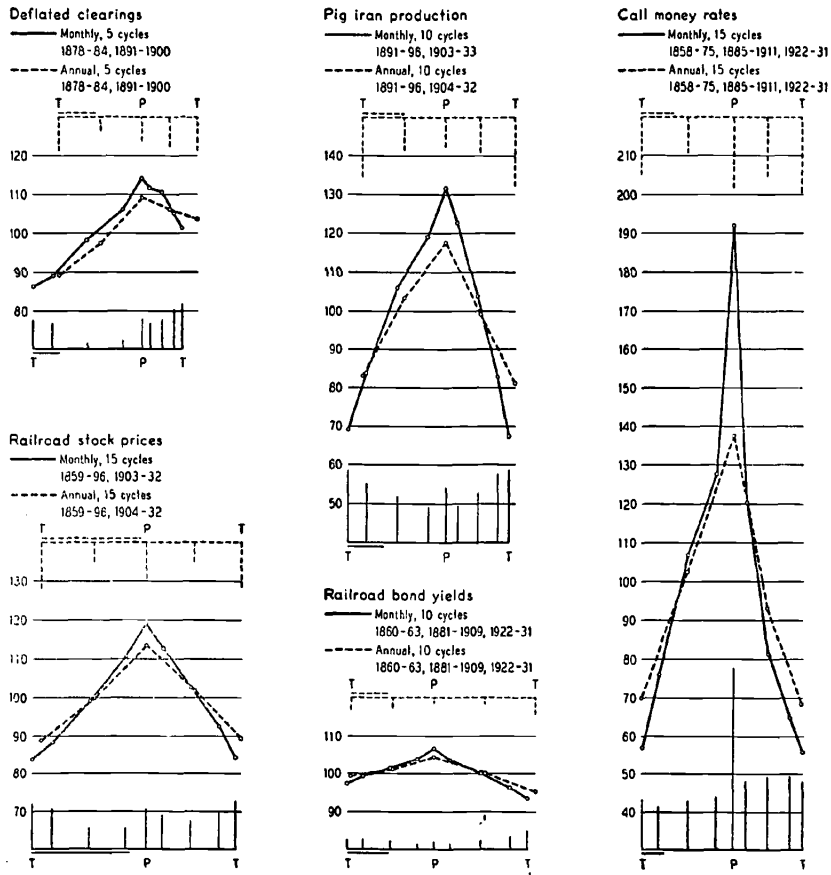 Deflated clearings
Monthly, 5 cycles
1878-84, 1891-1900
Annual, 5 cycles
1878-84, 1891-1900
T P T
120
110
100
90
80
T P T
Railroad stock prices
Monthly, 15 cycles
1859-96, 1903-32
Annual, 15 cycles
1859-96, 1904-32
T P T
130
120
110
100
90
80
70
T P T
Pig iron production
Monthly, 10 cycles
1891-96, 1903-33
Annual, 10 cycles
1891-96, 1904-32
T P T
140
130
120
110
100
90
80
70
60
50
T P T
Railroad bond yields
Monthly, 10 cycles
1860-63, 1881-1909, 1922-31
Annual, 10 cycles
1860-63, 1881-1909, 1922-31
T P T
110
100
90
T P T
Call money rates
Monthly, 15 cycles
1858-75, 1885-1911, 1922-31
Annual, 15 cycles
1858-75, 1885-1911, 1922-31
T P T
210
200
190
180
170
160
150
140
130
120
110
100
90
80
70
60
50
40
T P T